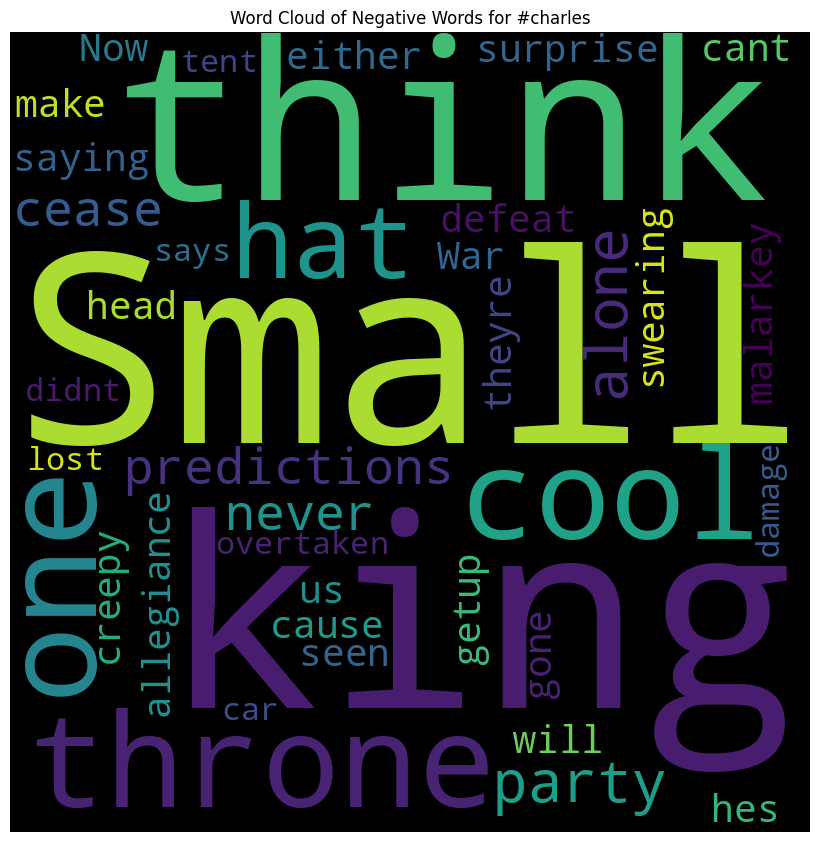 Word Cloud of Negative Words for #charles
Now
tent
either
surprise
cant
make
think
saying
cease
hat
defeat
says
War
swearing
malarkey
alone
head
Small
theyre
didnt
lost
predictions
cool
damage
one
never
overtaken
creepy
allegiance
king
us
cause
seen
getup
gone
car
throne
will
party
hes